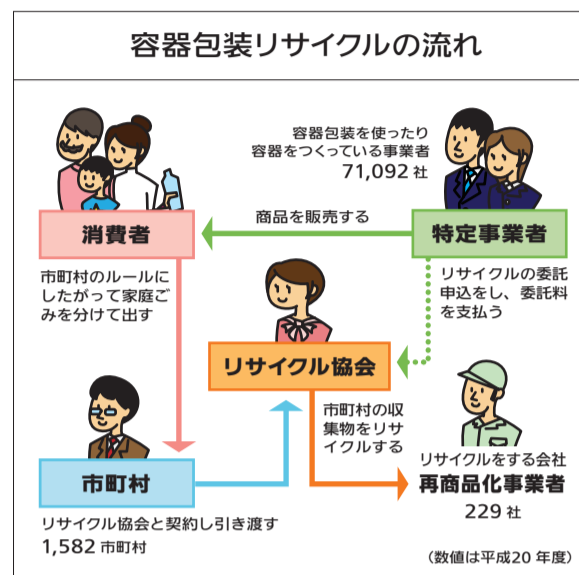 容器包装リサイクルの流れ
容器包装を使ったり
容器をつくっている事業者
71,092 社
商品を販売する
消費者
特定事業者
市町村のルールに
したがって家庭ご
みを分けて出す
リサイクルの委託
申込をし、委託料
を支払う
リサイクル協会
市町村の収
集物をリサ
イクルする
市町村
リサイクルをする会社
再商品化事業者
229 社
リサイクル協会と契約し引き渡す
1,582 市町村
(数値は平成20 年度)